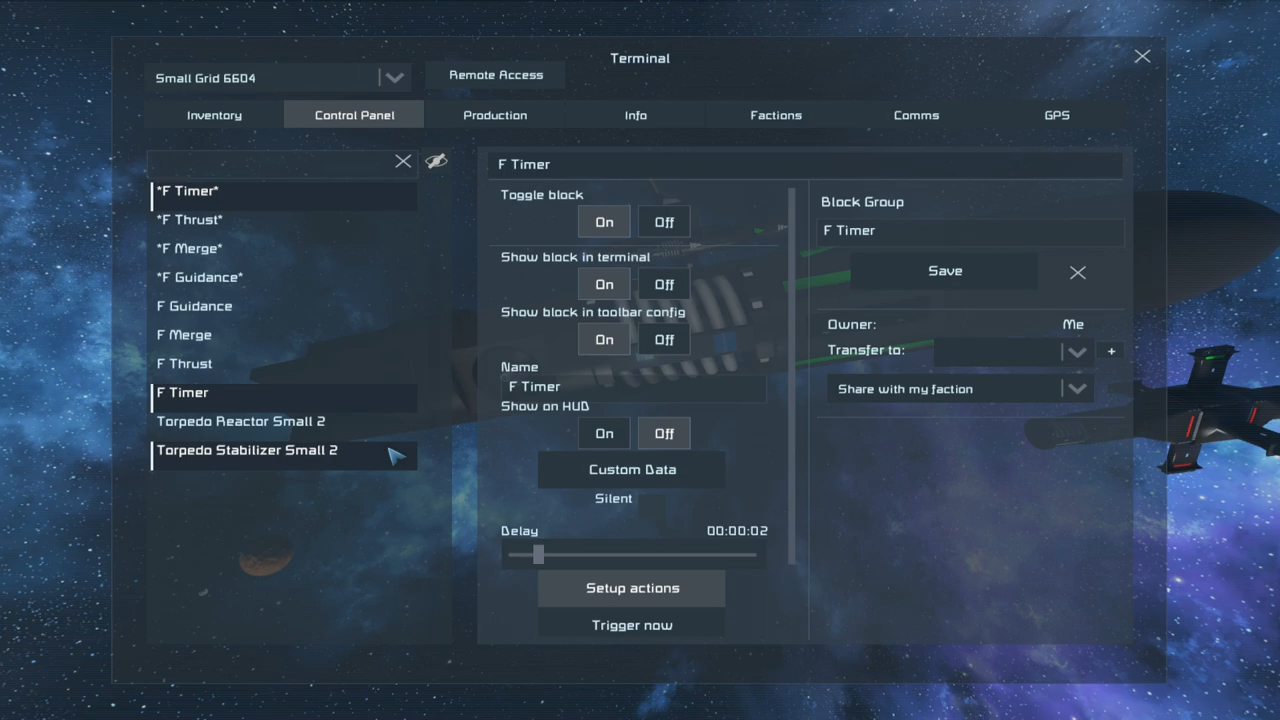 Terminal
Small Grid 6604
Remote Access
Inventory
Control Panel
Production
Info
Factions
Comms
GPS
*F Timer*
*F Thrust*
*F Merge*
*F Guidance*
F Guidance
F Merge
F Thrust
F Timer
Torpedo Reactor Small 2
Torpedo Stabilizer Small 2
F Timer
Toggle block
On Off
Show block in terminal
On Off
Show block in toolbar config
On Off
Name
F Timer
Show on HUD
On Off
Custom Data
Silent
Delay 00:00:02
Setup actions
Trigger now
Block Group
F Timer
Save
Owner: Me
Transfer to: +
Share with my faction